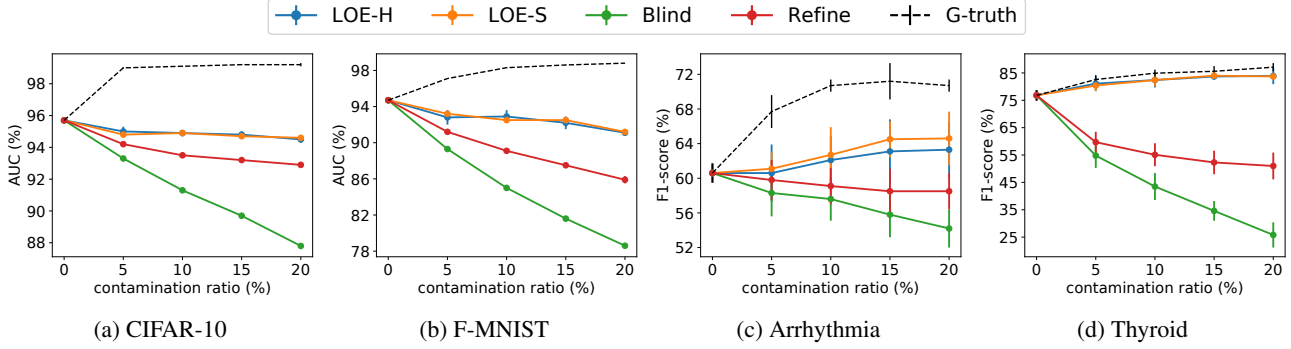 LOE-H LOE-S Blind Refine G-truth
AUC (%)
98
96
94
92
90
88
0 5 10 15 20
contamination ratio (%)
(a) CIFAR-10
AUC (%)
98
94
90
86
82
78
0 5 10 15 20
contamination ratio (%)
(b) F-MNIST
F1-score (%)
72
68
64
60
56
52
0 5 10 15 20
contamination ratio (%)
(c) Arrhythmia
F1-score (%)
85
75
65
55
45
35
25
0 5 10 15 20
contamination ratio (%)
(d) Thyroid